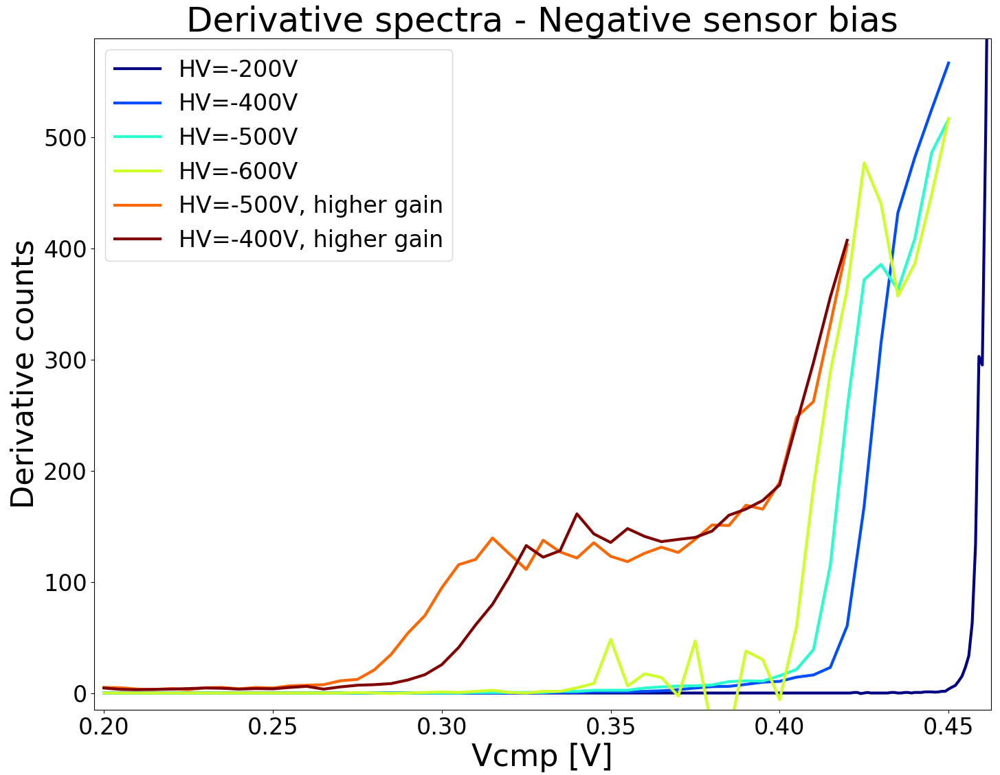 Derivative spectra - Negative sensor bias
HV=-200V
HV=-400V
HV=-500V
HV=-600V
HV=-500V, higher gain
HV=-400V, higher gain
Derivative counts
500
400
300
200
100
0
0.20 0.25 0.30 0.35 0.40 0.45
Vcmp [V]